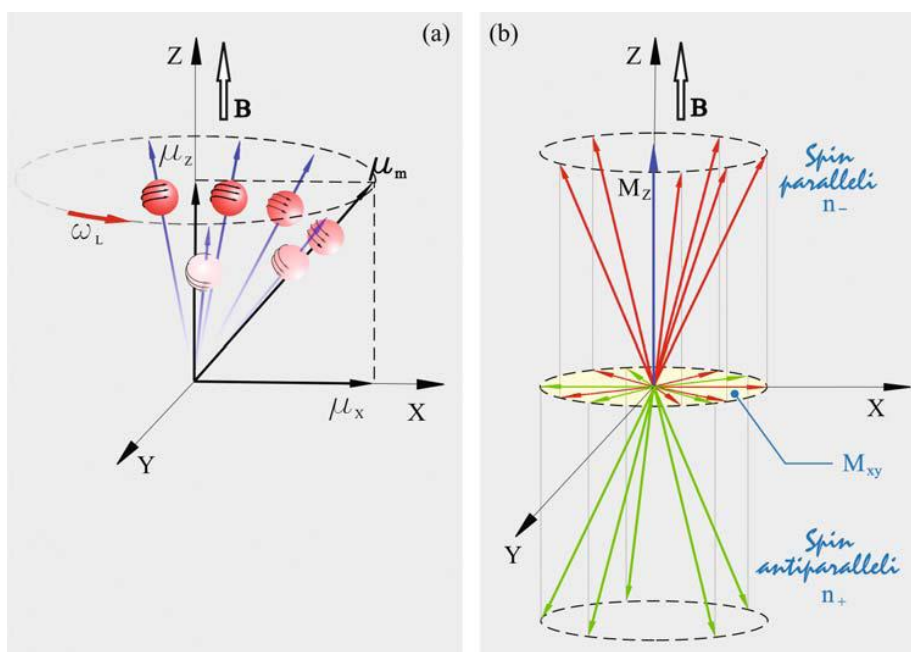 (a)
Z
B
μz
μm
ωL
X
μX
Y
(b)
Z
B
MZ
Spin
paralleli
n−
X
Mxy
Y
Spin
antiparalleli
n+